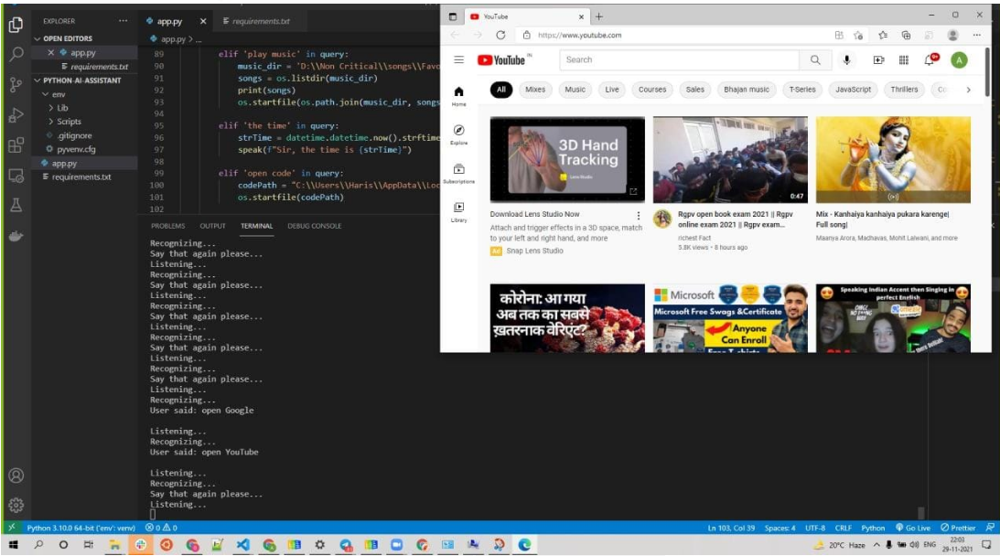 EXPLORER
OPEN EDITORS
app.py
requirements.txt
PYTHON-AI-ASSISTANT
env
Lib
Scripts
.gitignore
pyvenv.cfg
app.py
requirements.txt
app.py
requirements.txt
app.py > ...
89 elif 'play music' in query:
90 music_dir = 'D:\\Non Critical\\songs\\Favo
91 songs = os.listdir(music_dir)
92 print(songs)
93 os.startfile(os.path.join(music_dir, songs
94
95 elif 'the time' in query:
96 strTime = datetime.datetime.now().strftime
97 speak(f"Sir, the time is {strTime}")
98
99 elif 'open code' in query:
100 codePath = "C:\\Users\\Haris\\AppData\\Loc
101 os.startfile(codePath)
102
PROBLEMS OUTPUT TERMINAL DEBUG CONSOLE
Recognizing...
Say that again please...
Listening...
Recognizing...
Say that again please...
Listening...
Recognizing...
Say that again please...
Listening...
Recognizing...
Say that again please...
Listening...
Recognizing...
Say that again please...
Listening...
Recognizing...
User said: open Google
Listening...
Recognizing...
User said: open YouTube
Listening...
Recognizing...
Say that again please...
Listening...
YouTube
https://www.youtube.com
YouTube IN
Search
A
Home
Explore
Subscriptions
Library
All Mixes Music Live Courses Sales Bhajan music T-Series JavaScript Thrillers
3D Hand
Tracking
Lens Studio
Download Lens Studio Now
Attach and trigger effects in a 3D space, match
to your left and right hand, and more
Ad Snap Lens Studio
0:47
Rgpv open book exam 2021 || Rgpv
online exam 2021 || Rgpv exam...
richest Fact
5.8K views • 8 hours ago
Mix - Kanhaiya kanhaiya pukara karenge|
Full song|
Maanya Arora, Madhavas, Mohit Lalwani, and more
कोरोना: आ गया
अब तक का सबसे
ख़तरनाक वेरिएंट?
Microsoft
Microsoft Free Swags &Certificate
Anyone
Can Enroll
Free T-shirts
Speaking Indian Accent then Singing in
perfect English
OMG!
NO F**KING
WAY
Python 3.10.0 64-bit ('env': venv) 0 0
Ln 103, Col 39 Spaces: 4 UTF-8 CRLF Python Go Live Prettier
20°C Haze ENG 22:03
29-11-2021